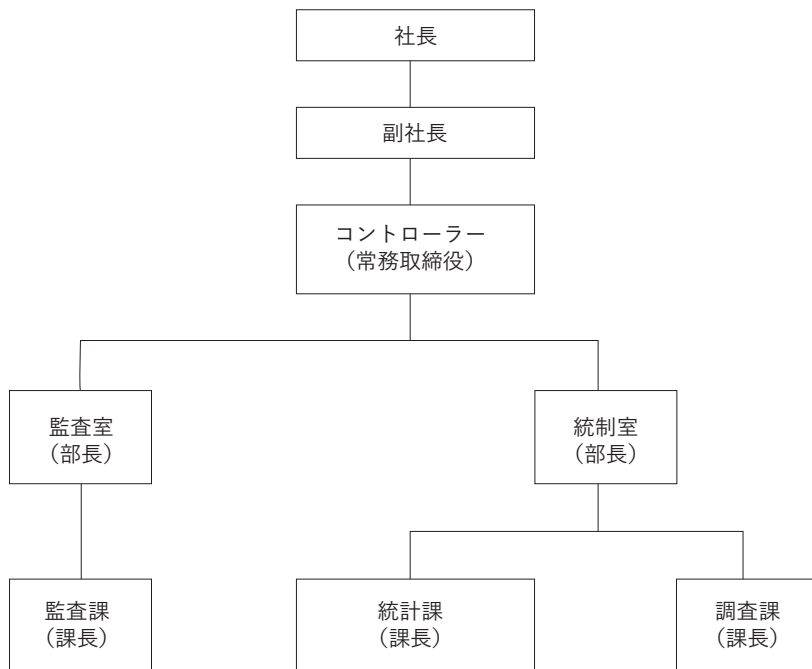 社長
副社長
コントローラー
（常務取締役）
監査室
（部長）
統制室
（部長）
監査課
（課長）
統計課
（課長）
調査課
（課長）